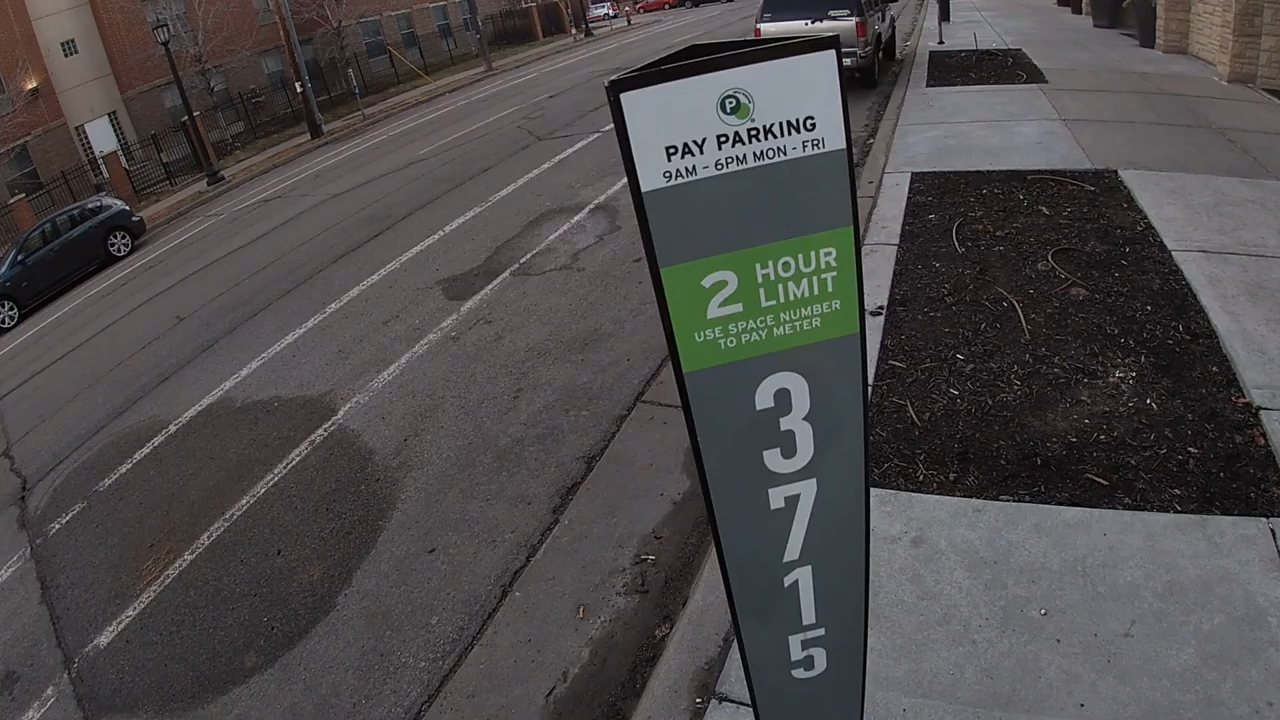 P
PAY PARKING
9AM - 6PM MON - FRI
2 HOUR
LIMIT
USE SPACE NUMBER
TO PAY METER
3
7
1
5